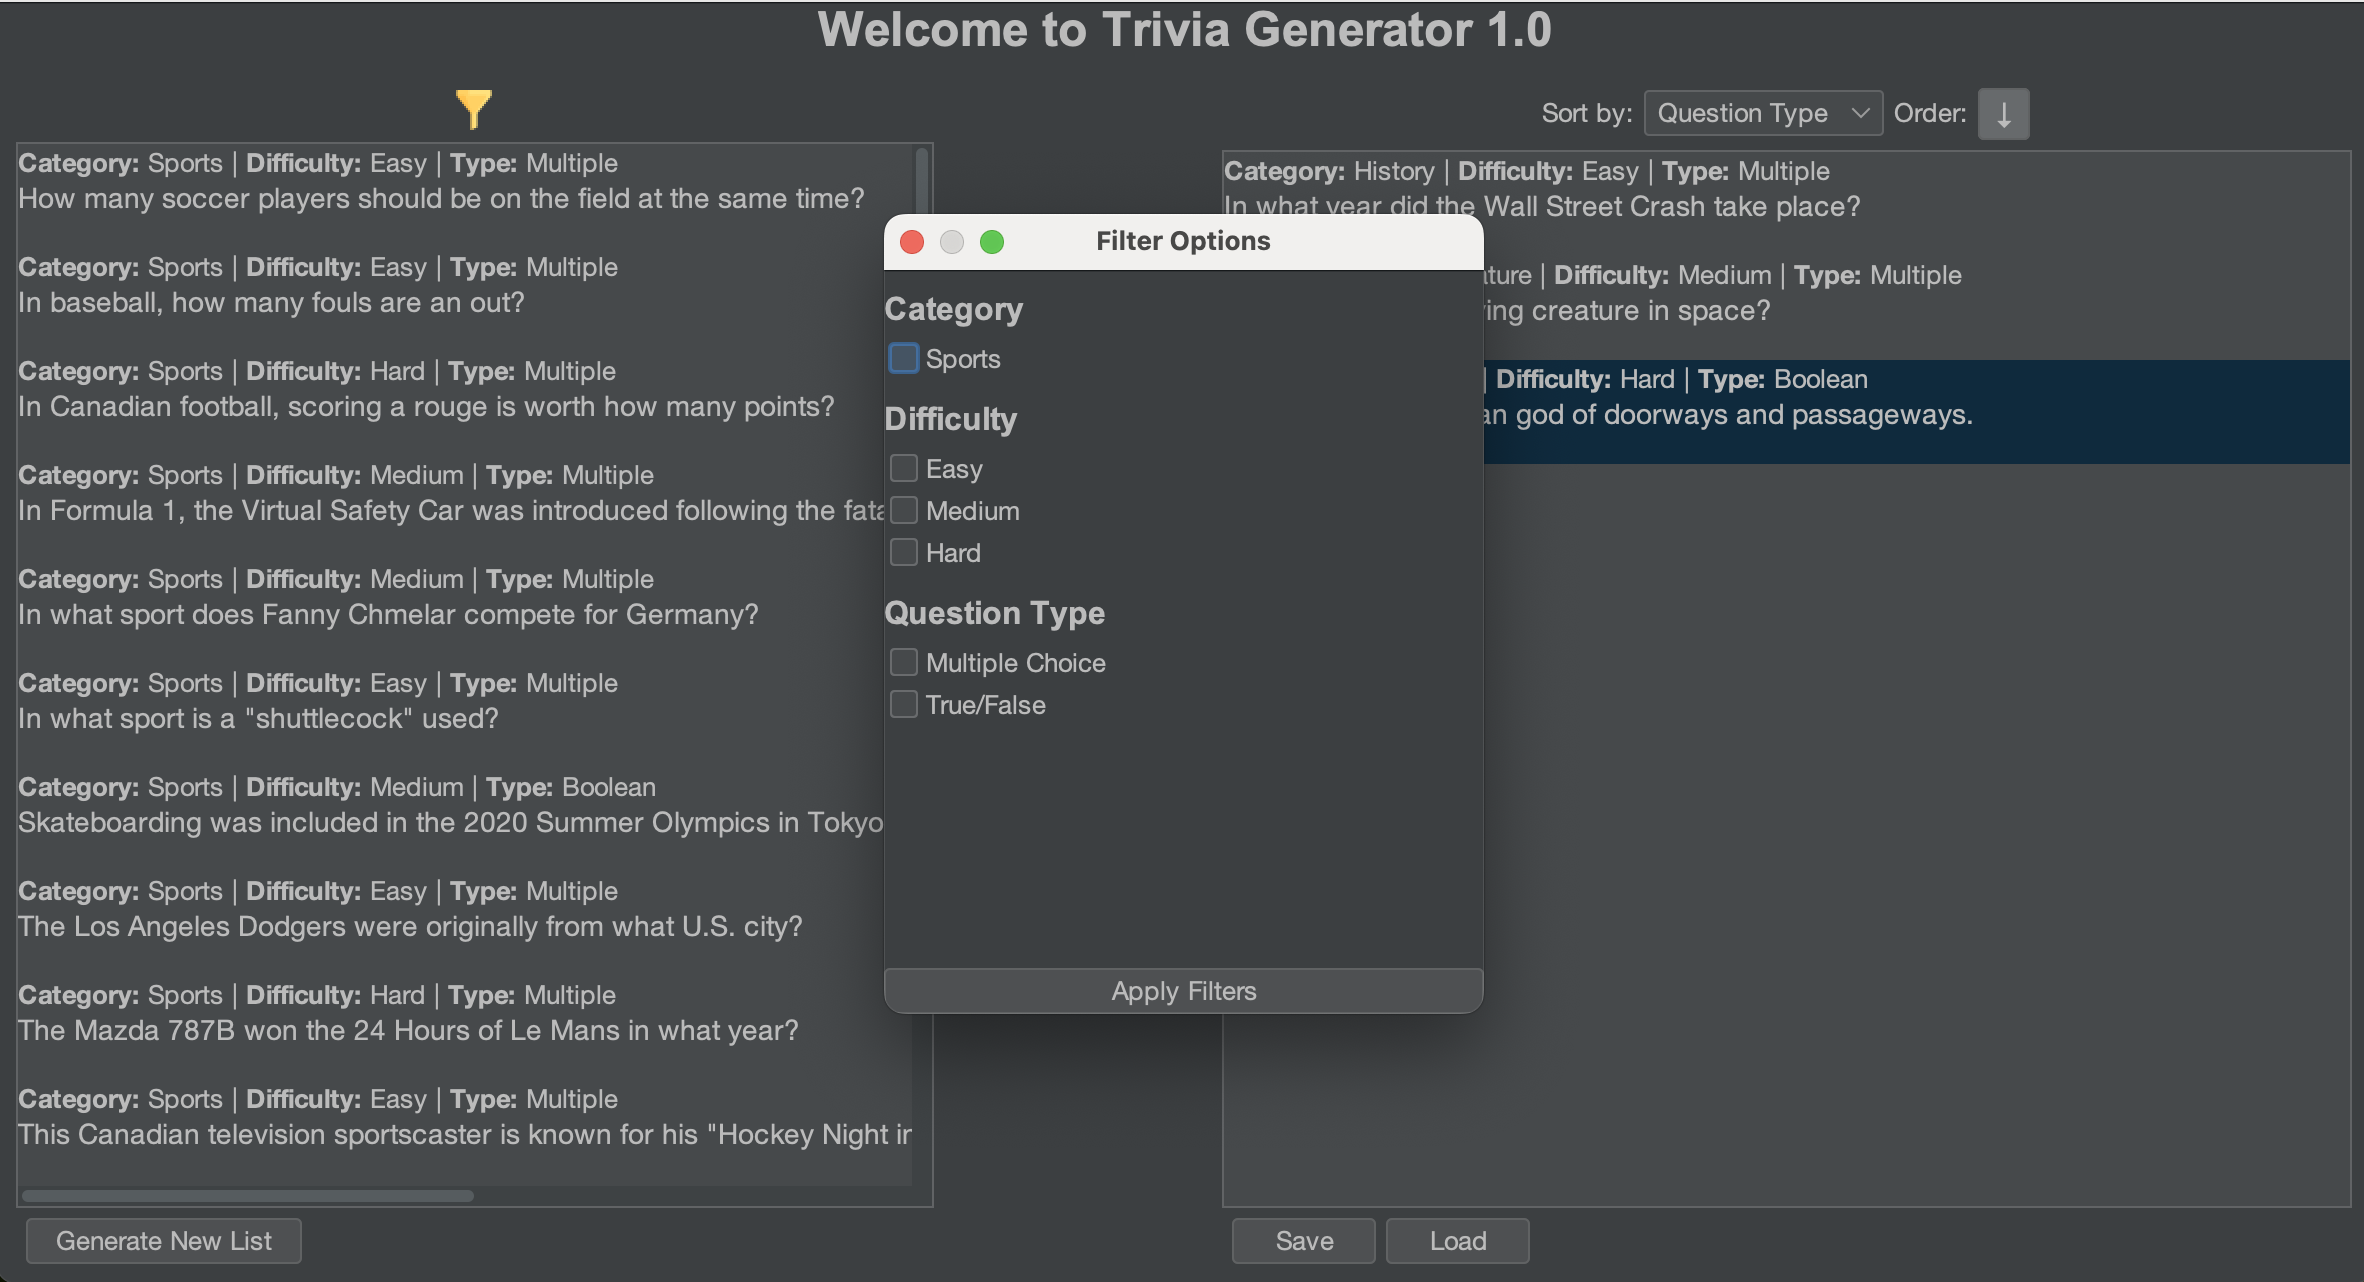 Welcome to Trivia Generator 1.0
Sort by: Question Type Order: ↓
Category: Sports | Difficulty: Easy | Type: Multiple
How many soccer players should be on the field at the same time?
Category: Sports | Difficulty: Easy | Type: Multiple
In baseball, how many fouls are an out?
Category: Sports | Difficulty: Hard | Type: Multiple
In Canadian football, scoring a rouge is worth how many points?
Category: Sports | Difficulty: Medium | Type: Multiple
In Formula 1, the Virtual Safety Car was introduced following the
Category: Sports | Difficulty: Medium | Type: Multiple
In what sport does Fanny Chmelar compete for Germany?
Category: Sports | Difficulty: Easy | Type: Multiple
In what sport is a "shuttlecock" used?
Category: Sports | Difficulty: Medium | Type: Boolean
Skateboarding was included in the 2020 Summer Olympics in Tokyo
Category: Sports | Difficulty: Easy | Type: Multiple
The Los Angeles Dodgers were originally from what U.S. city?
Category: Sports | Difficulty: Hard | Type: Multiple
The Mazda 787B won the 24 Hours of Le Mans in what year?
Category: Sports | Difficulty: Easy | Type: Multiple
This Canadian television sportscaster is known for his "Hockey Night
Generate New List
Filter Options
Category
Sports
Difficulty
Easy
Medium
Hard
Question Type
Multiple Choice
True/False
Apply Filters
Category: History | Difficulty: Easy | Type: Multiple
In what year did the Wall Street Crash take place?
| Difficulty: Medium | Type: Multiple
creature in space?
| Difficulty: Hard | Type: Boolean
god of doorways and passageways.
Save
Load